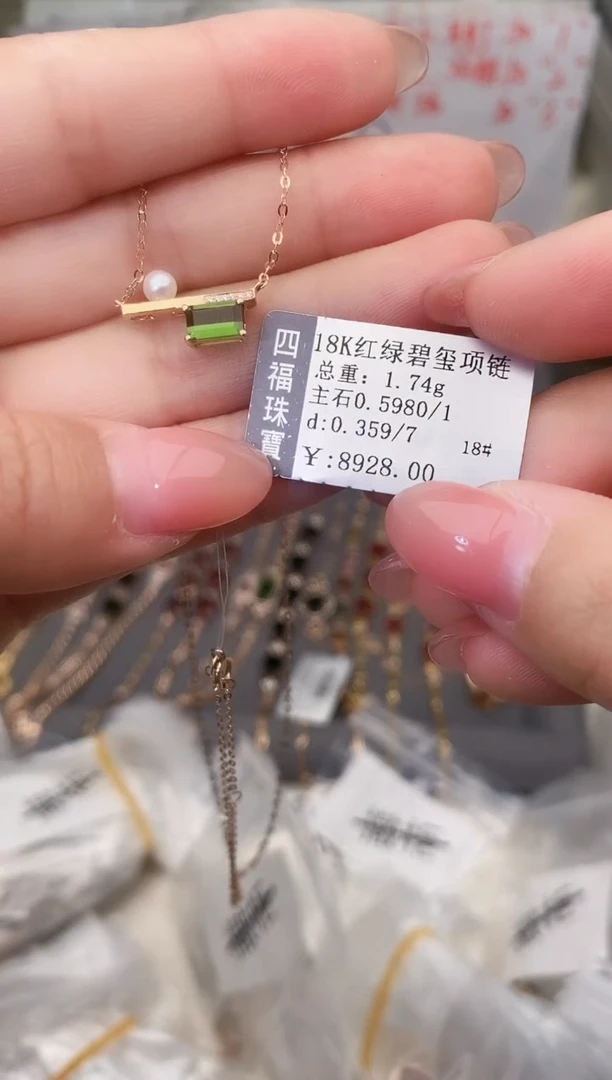 四福珠寶
18K红绿碧玺项链
总重：1.74g
主石0.5980/1
d:0.359/7
18#
￥:8928.00